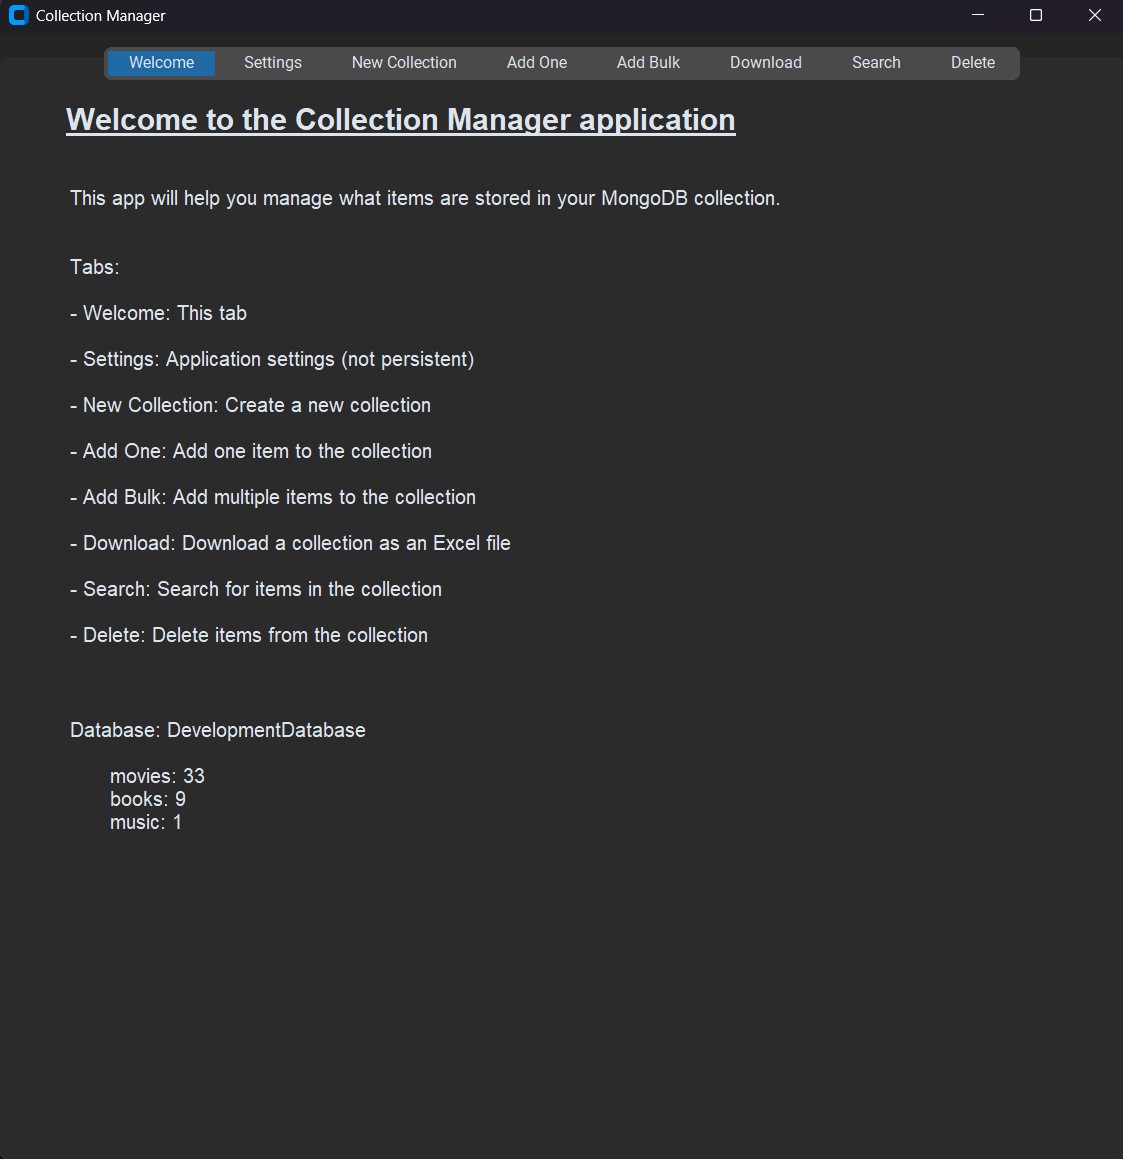 Collection Manager
Welcome Settings New Collection Add One Add Bulk Download Search Delete
Welcome to the Collection Manager application
This app will help you manage what items are stored in your MongoDB collection.
Tabs:
- Welcome: This tab
- Settings: Application settings (not persistent)
- New Collection: Create a new collection
- Add One: Add one item to the collection
- Add Bulk: Add multiple items to the collection
- Download: Download a collection as an Excel file
- Search: Search for items in the collection
- Delete: Delete items from the collection
Database: DevelopmentDatabase
movies: 33
books: 9
music: 1